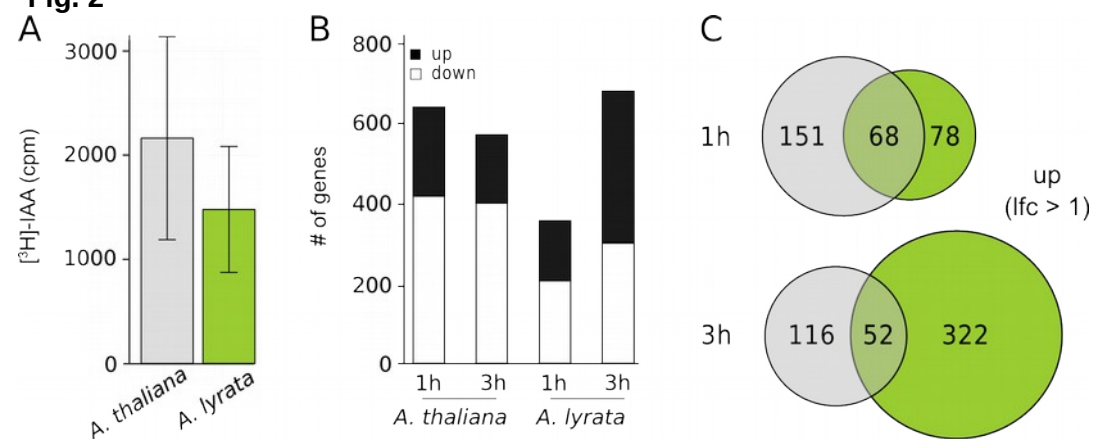 Fig. 2
A
[³H]-IAA (cpm)
3000
2000
1000
0
A. thaliana
A. lyrata
B
# of genes
800
600
400
200
0
up
down
1h 3h 1h 3h
A. thaliana A. lyrata
C
1h
151 68 78
up
(lfc > 1)
3h
116 52 322